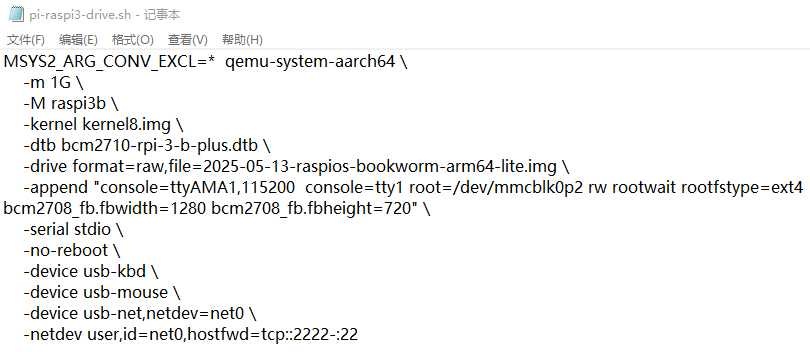 pi-raspi3-drive.sh - 记事本
文件(F) 编辑(E) 格式(O) 查看(V) 帮助(H)
MSYS2_ARG_CONV_EXCL=*  qemu-system-aarch64 \
    -m 1G \
    -M raspi3b \
    -kernel kernel8.img \
    -dtb bcm2710-rpi-3-b-plus.dtb \
    -drive format=raw,file=2025-05-13-raspios-bookworm-arm64-lite.img \
    -append "console=ttyAMA1,115200  console=tty1 root=/dev/mmcblk0p2 rw rootwait rootfstype=ext4
bcm2708_fb.fbwidth=1280 bcm2708_fb.fbheight=720" \
    -serial stdio \
    -no-reboot \
    -device usb-kbd \
    -device usb-mouse \
    -device usb-net,netdev=net0 \
    -netdev user,id=net0,hostfwd=tcp::2222-:22